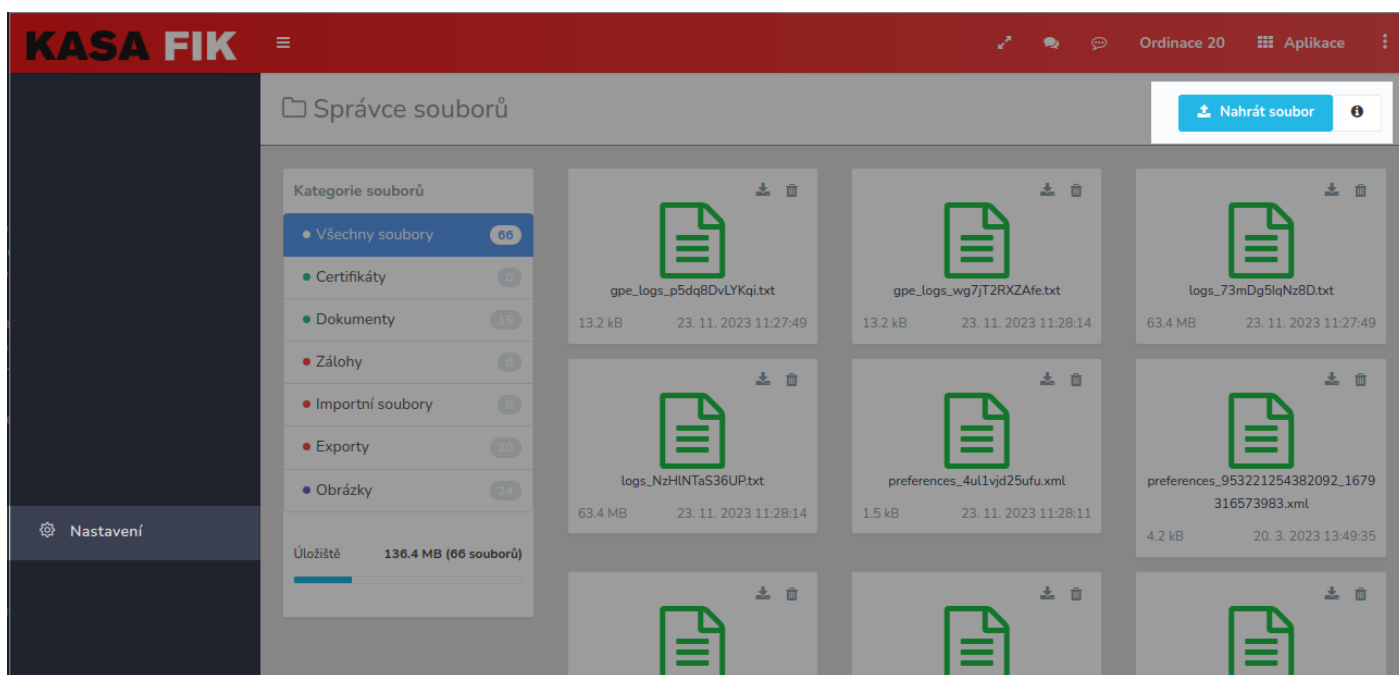 KASA FIK
Ordinace 20
Aplikace
Správce souborů
Nahrát soubor
Kategorie souborů
Všechny soubory 66
Certifikáty 0
Dokumenty 15
Zálohy 6
Importní soubory 0
Exporty 20
Obrázky 24
Úložiště 136.4 MB (66 souborů)
Nastavení
gpe_logs_p5dq8DvLYKqi.txt
13.2 kB 23. 11. 2023 11:27:49
gpe_logs_wg7jT2RXZAfe.txt
13.2 kB 23. 11. 2023 11:28:14
logs_73mDg5IqNz8D.txt
63.4 MB 23. 11. 2023 11:27:49
logs_NzHlNTaS36UP.txt
63.4 MB 23. 11. 2023 11:28:14
preferences_4ul1vjd25ufu.xml
1.5 kB 23. 11. 2023 11:28:11
preferences_953221254382092_1679
316573983.xml
4.2 kB 20. 3. 2023 13:49:35